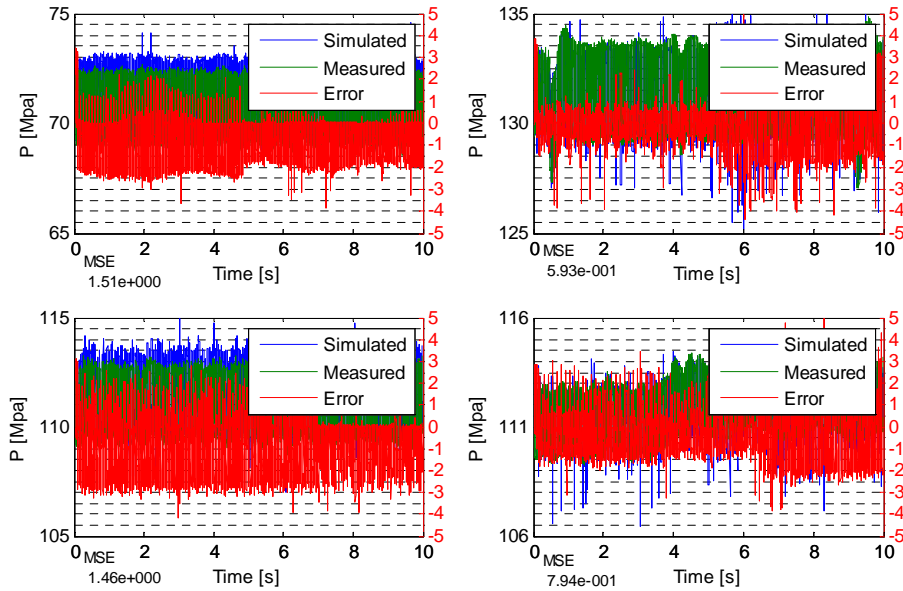 75
70
65
P [Mpa]
5
4
3
2
1
0
-1
-2
-3
-4
-5
Simulated
Measured
Error
0
2
4
6
8
10
MSE
1.51e+000
Time [s]
135
130
125
P [Mpa]
5
4
3
2
1
0
-1
-2
-3
-4
-5
Simulated
Measured
Error
0
2
4
6
8
10
MSE
5.93e-001
Time [s]
115
110
105
P [Mpa]
5
4
3
2
1
0
-1
-2
-3
-4
-5
Simulated
Measured
Error
0
2
4
6
8
10
MSE
1.46e+000
Time [s]
116
111
106
P [Mpa]
5
4
3
2
1
0
-1
-2
-3
-4
-5
Simulated
Measured
Error
0
2
4
6
8
10
MSE
7.94e-001
Time [s]